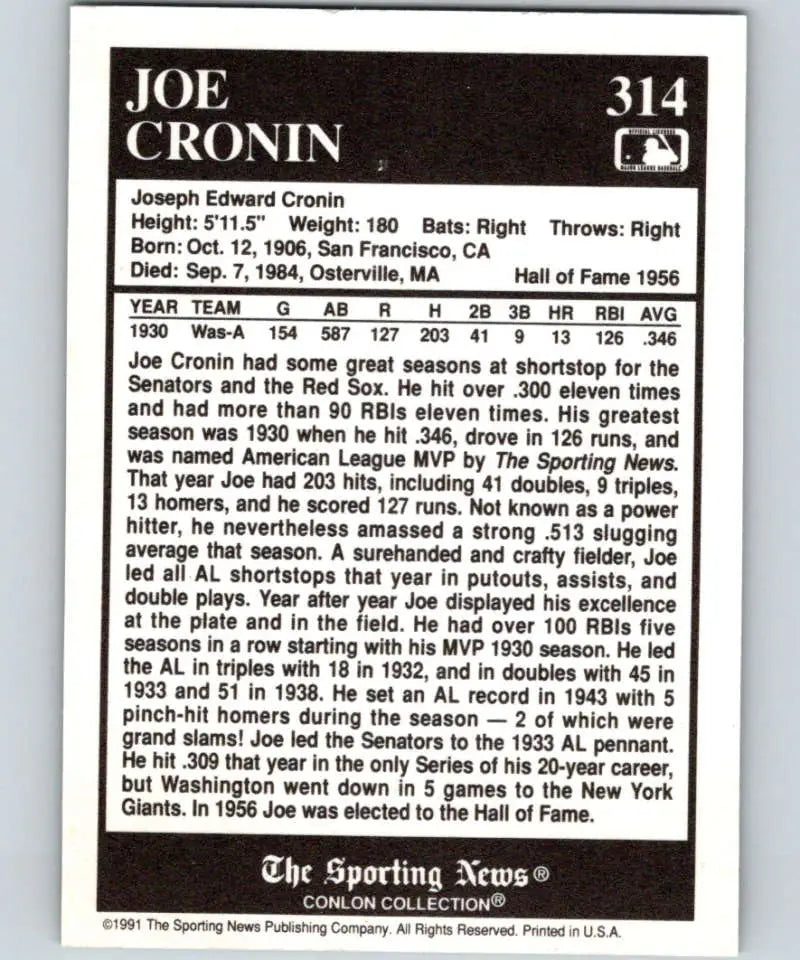 JOE
CRONIN
314
OFFICIAL LICENSEE
MAJOR LEAGUE BASEBALL
Joseph Edward Cronin
Height: 5'11.5" Weight: 180 Bats: Right Throws: Right
Born: Oct. 12, 1906, San Francisco, CA
Died: Sep. 7, 1984, Osterville, MA Hall of Fame 1956
YEAR TEAM G AB R H 2B 3B HR RBI AVG
1930 Was-A 154 587 127 203 41 9 13 126 .346
Joe Cronin had some great seasons at shortstop for the
Senators and the Red Sox. He hit over .300 eleven times
and had more than 90 RBIs eleven times. His greatest
season was 1930 when he hit .346, drove in 126 runs, and
was named American League MVP by The Sporting News.
That year Joe had 203 hits, including 41 doubles, 9 triples,
13 homers, and he scored 127 runs. Not known as a power
hitter, he nevertheless amassed a strong .513 slugging
average that season. A surehanded and crafty fielder, Joe
led all AL shortstops that year in putouts, assists, and
double plays. Year after year Joe displayed his excellence
at the plate and in the field. He had over 100 RBIs five
seasons in a row starting with his MVP 1930 season. He led
the AL in triples with 18 in 1932, and in doubles with 45 in
1933 and 51 in 1938. He set an AL record in 1943 with 5
pinch-hit homers during the season — 2 of which were
grand slams! Joe led the Senators to the 1933 AL pennant.
He hit .309 that year in the only Series of his 20-year career,
but Washington went down in 5 games to the New York
Giants. In 1956 Joe was elected to the Hall of Fame.
The Sporting News®
CONLON COLLECTION®
©1991 The Sporting News Publishing Company. All Rights Reserved. Printed in U.S.A.